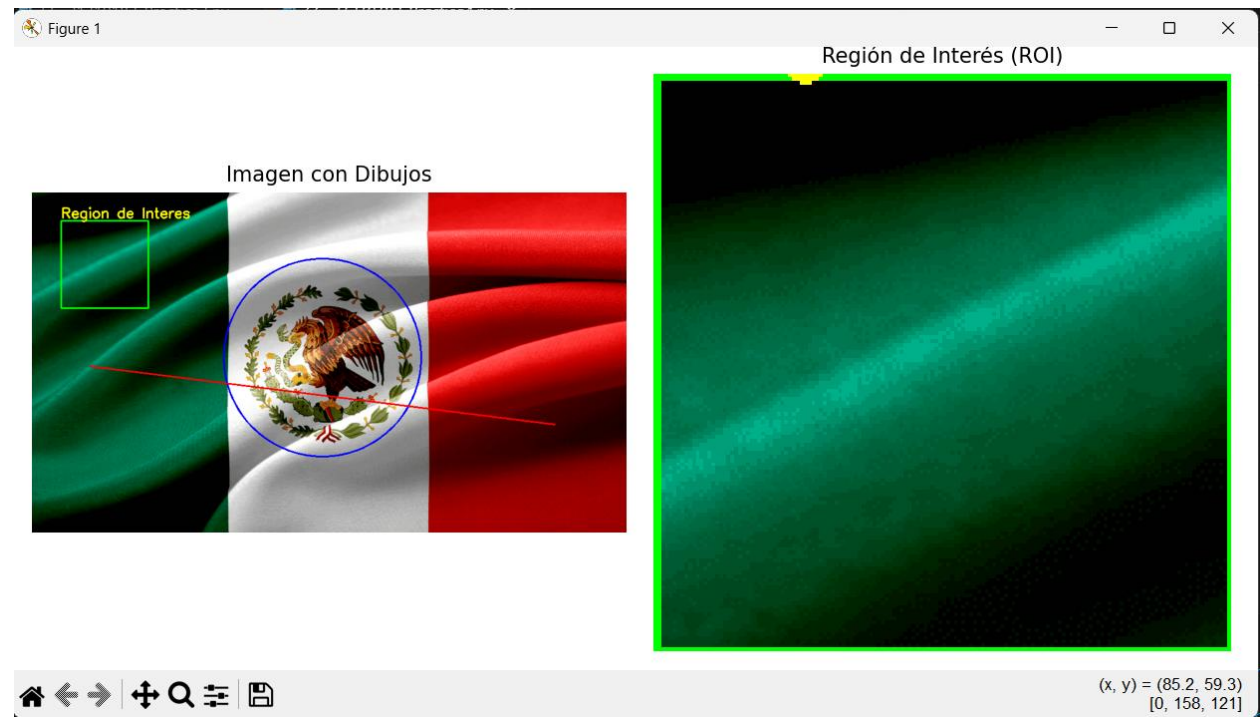 Figure 1
Región de Interés (ROI)
Imagen con Dibujos
Region de Interes
(x, y) = (85.2, 59.3)
[0, 158, 121]